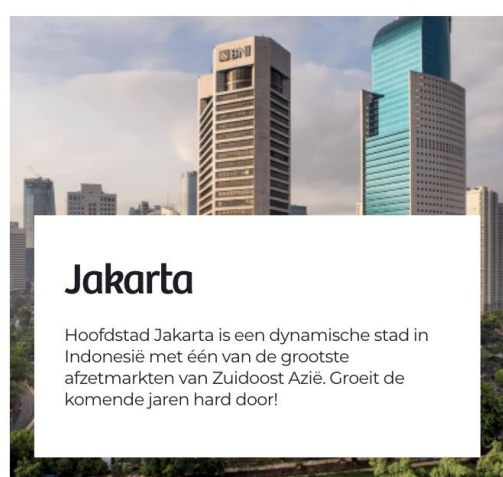 BNI
Jakarta
Hoofdstad Jakarta is een dynamische stad in
Indonesië met één van de grootste
afzetmarkten van Zuidoost Azië. Groeit de
komende jaren hard door!